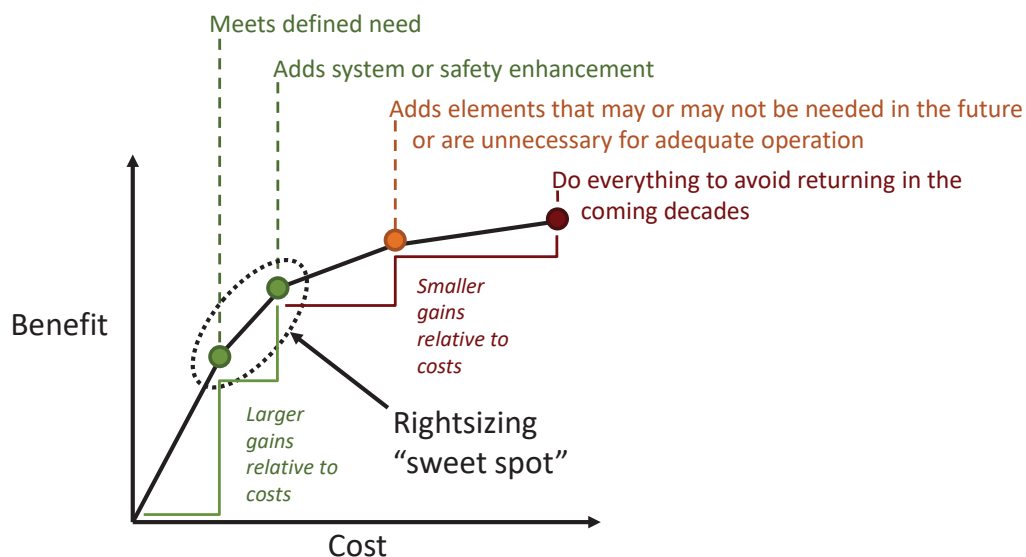 Meets defined need
Adds system or safety enhancement
Adds elements that may or may not be needed in the future
or are unnecessary for adequate operation
Do everything to avoid returning in the
coming decades
Benefit
Smaller
gains
relative to
costs
Larger
gains
relative to
costs
Rightsizing
“sweet spot”
Cost